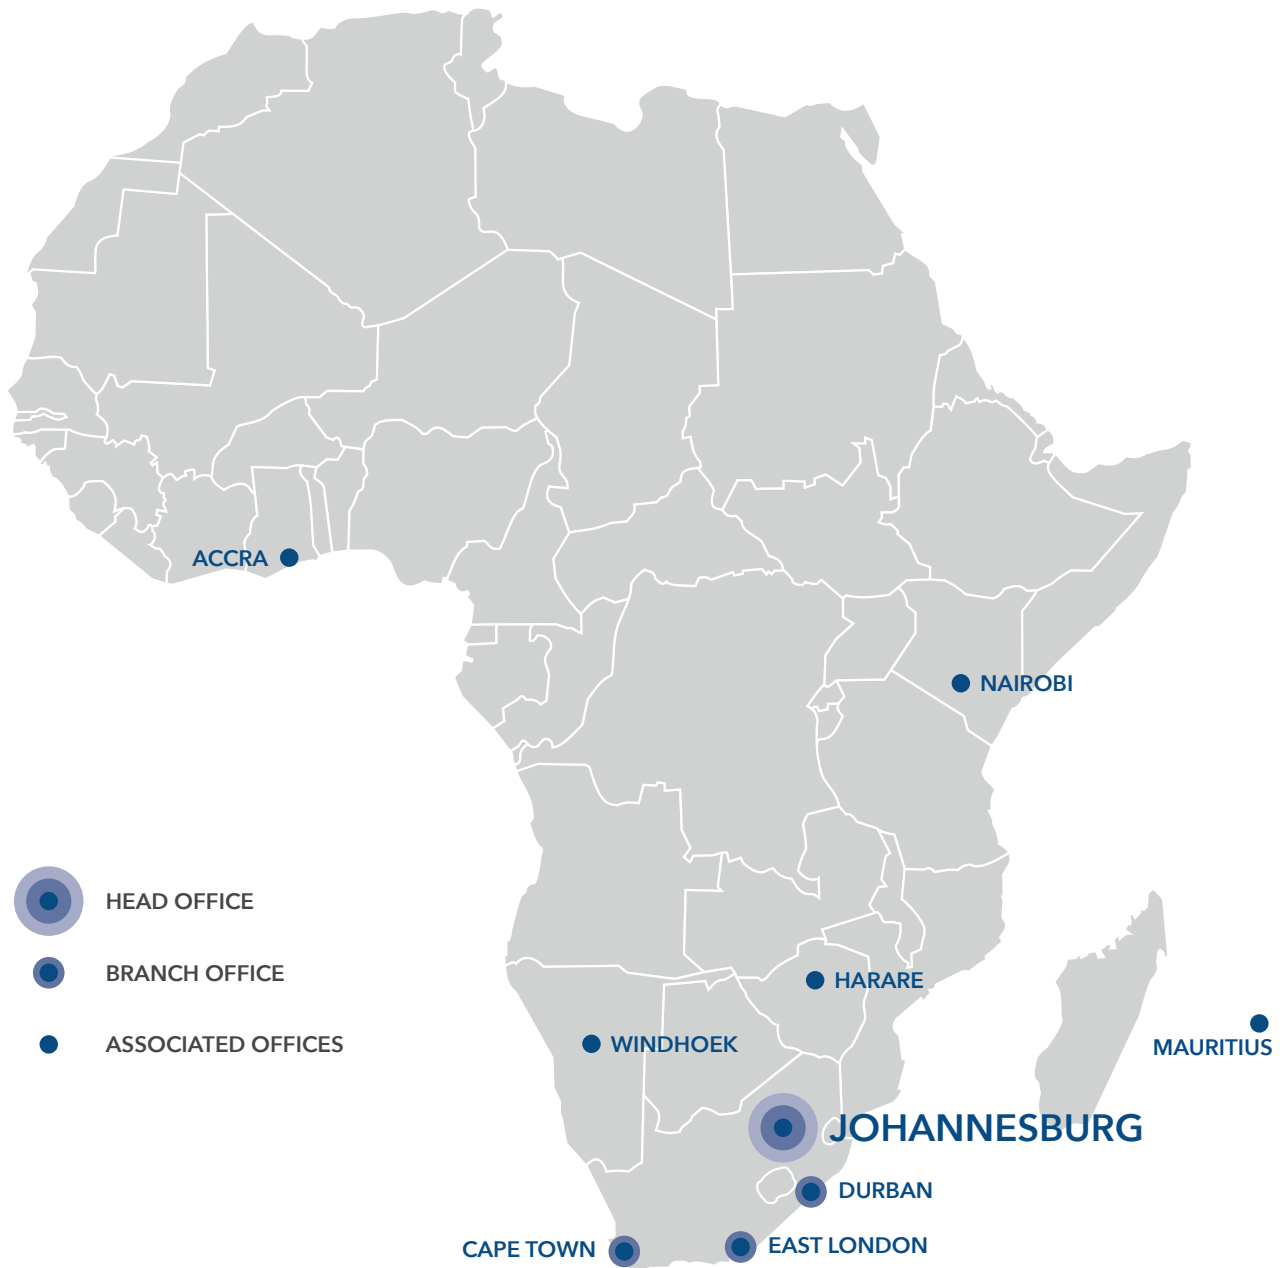 ACCRA
NAIROBI
HEAD OFFICE
BRANCH OFFICE
ASSOCIATED OFFICES
HARARE
WINDHOEK
MAURITIUS
JOHANNESBURG
DURBAN
CAPE TOWN
EAST LONDON